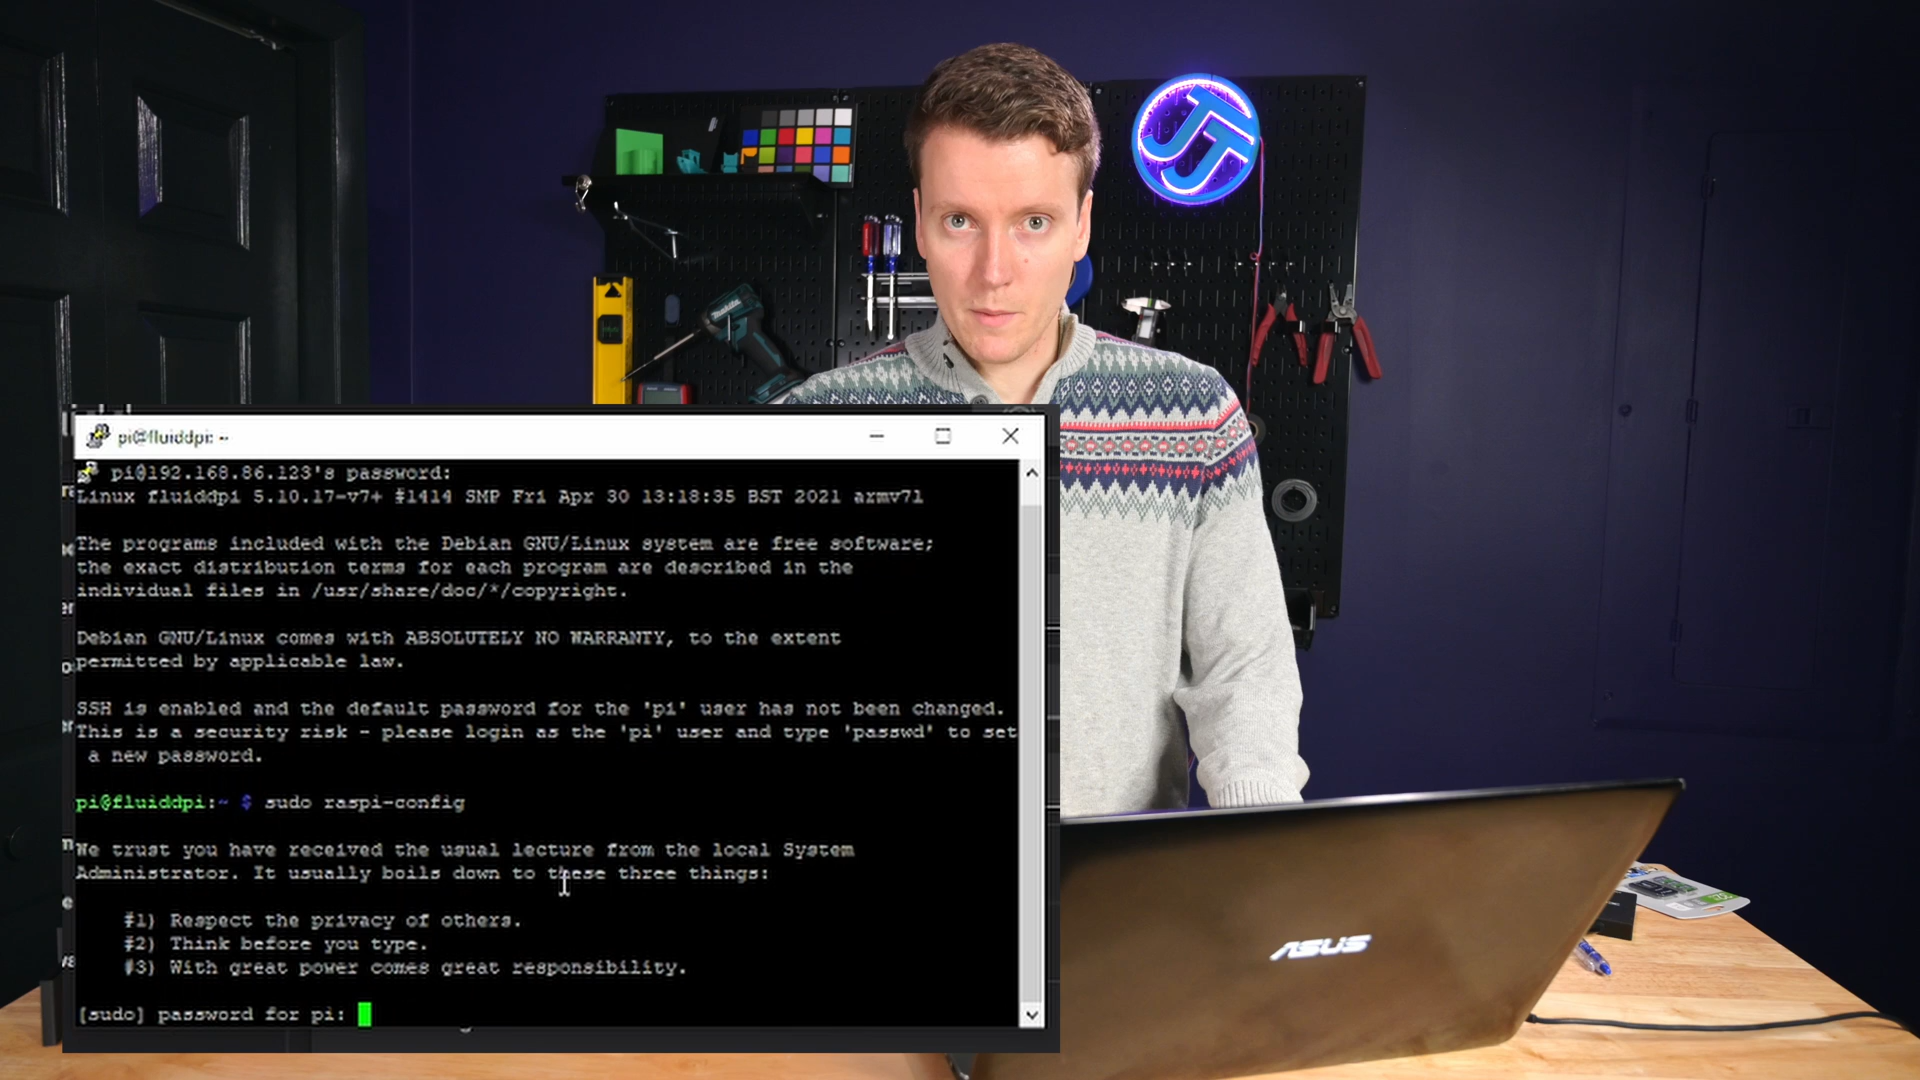 JT
Makita
pi@fluiddpi: ~
pi@192.168.86.123's password:
Linux fluiddpi 5.10.17-v7+ #1414 SMP Fri Apr 30 13:18:35 BST 2021 armv7l
The programs included with the Debian GNU/Linux system are free software;
the exact distribution terms for each program are described in the
individual files in /usr/share/doc/*/copyright.
Debian GNU/Linux comes with ABSOLUTELY NO WARRANTY, to the extent
permitted by applicable law.
SSH is enabled and the default password for the 'pi' user has not been changed.
This is a security risk - please login as the 'pi' user and type 'passwd' to set
a new password.
pi@fluiddpi:~ $ sudo raspi-config
We trust you have received the usual lecture from the local System
Administrator. It usually boils down to these three things:
#1) Respect the privacy of others.
#2) Think before you type.
#3) With great power comes great responsibility.
[sudo] password for pi:
ASUS